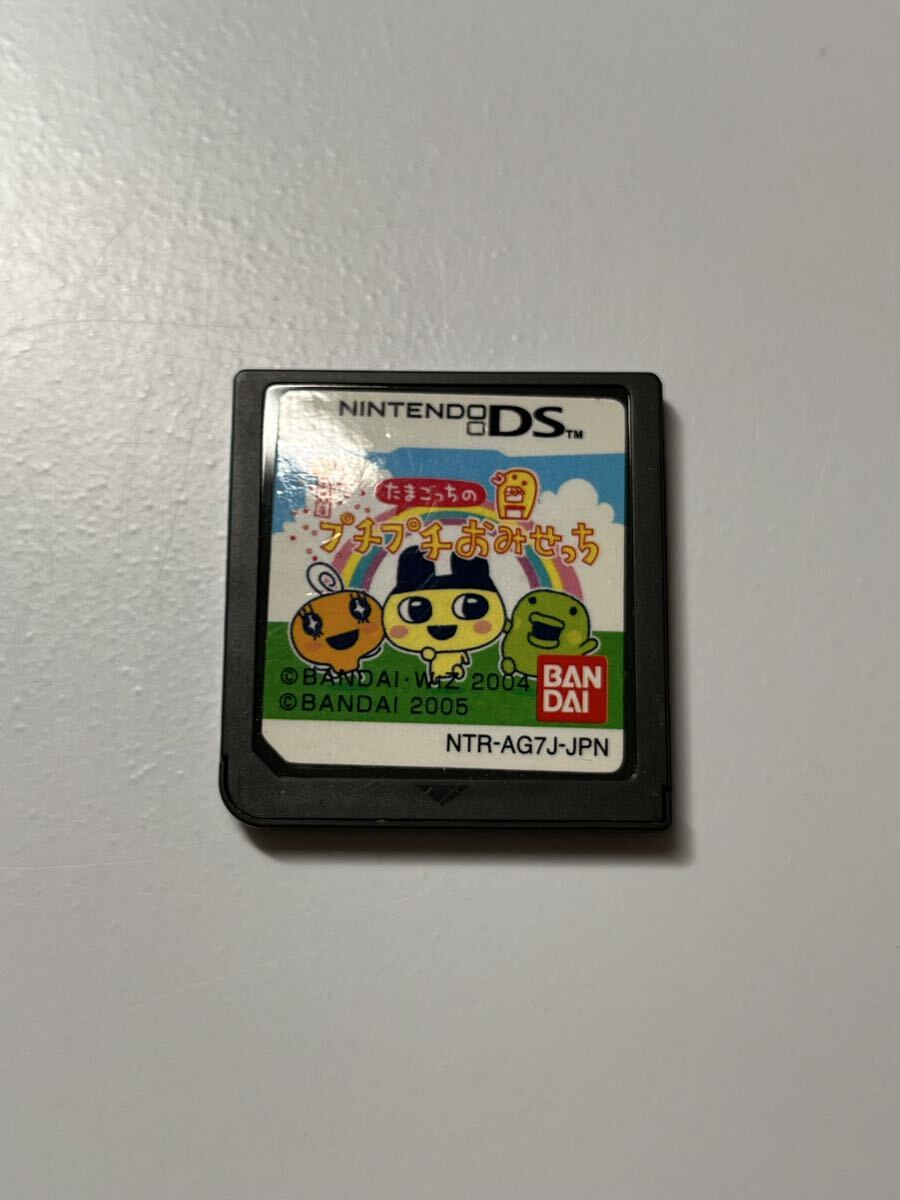 NINTENDO DS™
たまごっちの
プチプチおみせっち
©BANDAI・WiZ 2004
©BANDAI 2005
BAN
DAI
NTR-AG7J-JPN